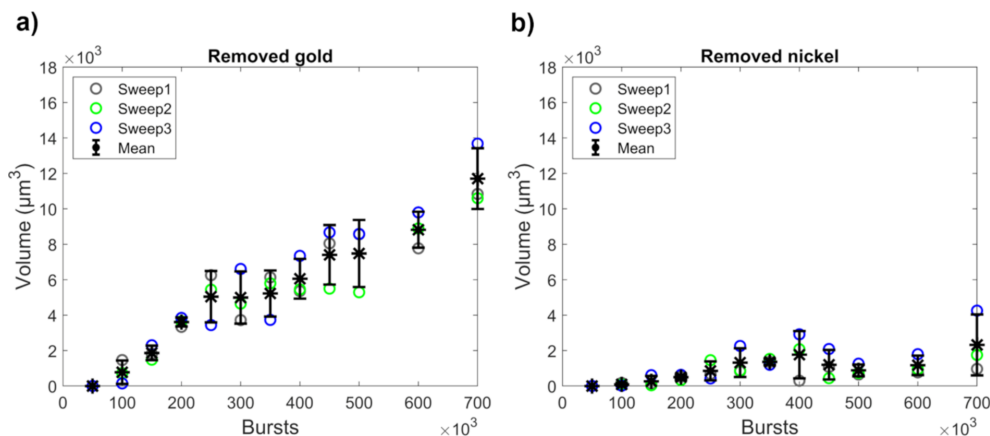 a)
Removed gold
×10³
18
16
14
12
10
8
6
4
2
0
Volume (μm³)
Sweep1
Sweep2
Sweep3
Mean
0 100 200 300 400 500 600 700
Bursts
×10³
b)
Removed nickel
×10³
18
16
14
12
10
8
6
4
2
0
Volume (μm³)
Sweep1
Sweep2
Sweep3
Mean
0 100 200 300 400 500 600 700
Bursts
×10³